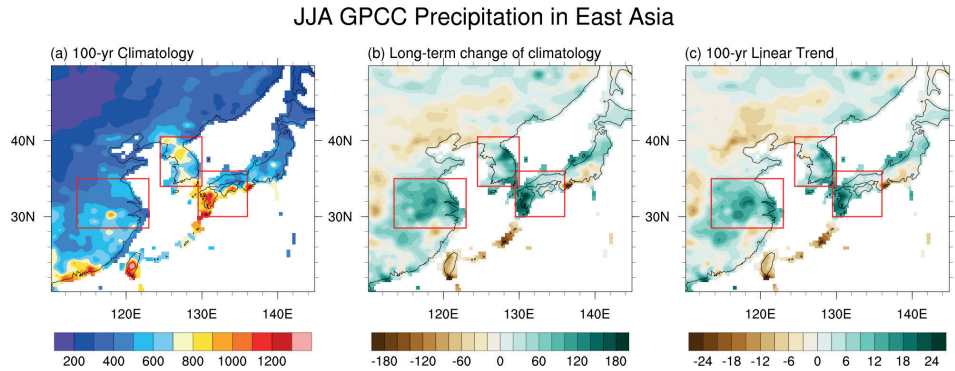 JJA GPCC Precipitation in East Asia
(a) 100-yr Climatology
(b) Long-term change of climatology
(c) 100-yr Linear Trend
40N
30N
120E 130E 140E
40N
30N
120E 130E 140E
40N
30N
120E 130E 140E
200 400 600 800 1000 1200
-180 -120 -60 0 60 120 180
-24 -18 -12 -6 0 6 12 18 24